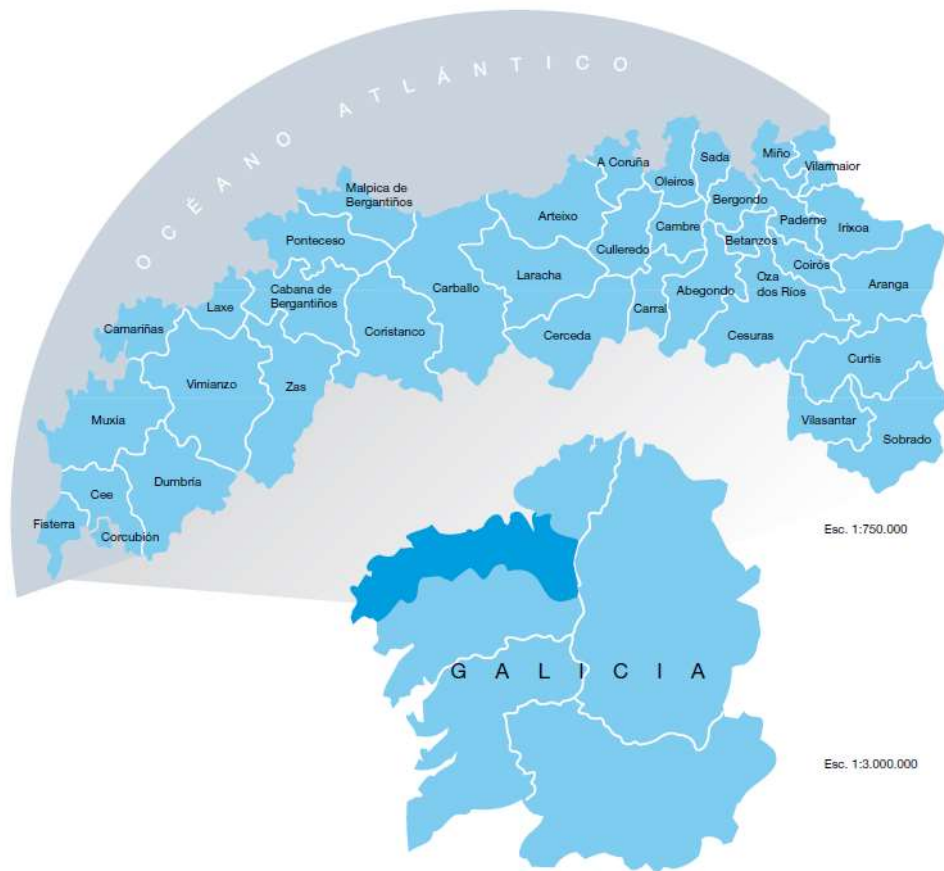 OCÉANO ATLÁNTICO
A Coruña
Sada
Miño
Vilarmaior
Oleiros
Malpica de
Bergantiños
Bergondo
Arteixo
Paderne
Irixoa
Cambre
Ponteceso
Culleredo
Betanzos
Coirós
Laracha
Oza
dos Ríos
Aranga
Cabana de
Bergantiños
Carballo
Abegondo
Laxe
Carral
Camariñas
Coristanco
Cerceda
Cesuras
Curtis
Vimianzo
Zas
Muxia
Vilasantar
Sobrado
Dumbría
Cee
Fisterra
Corcubión
Esc. 1:750.000
GALICIA
Esc. 1:3.000.000